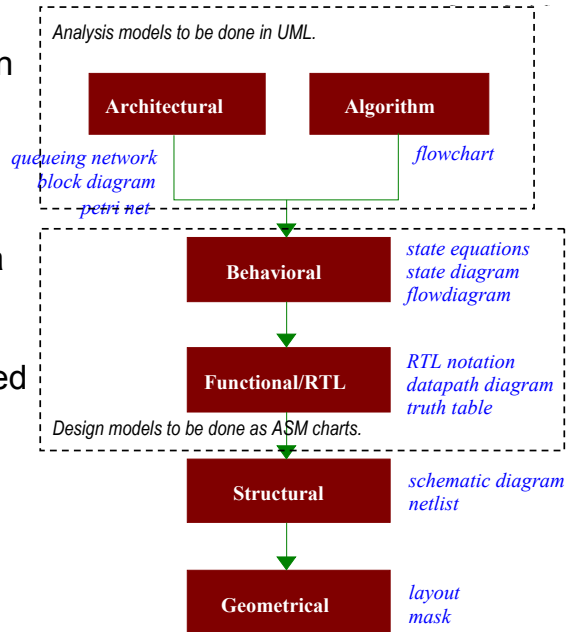 Analysis models to be done in UML.
Architectural
Algorithm
queueing network
block diagram
petri net
flowchart
Behavioral
state equations
state diagram
flowdiagram
a
Functional/RTL
RTL notation
datapath diagram
truth table
ed
Design models to be done as ASM charts.
Structural
schematic diagram
netlist
Geometrical
layout
mask